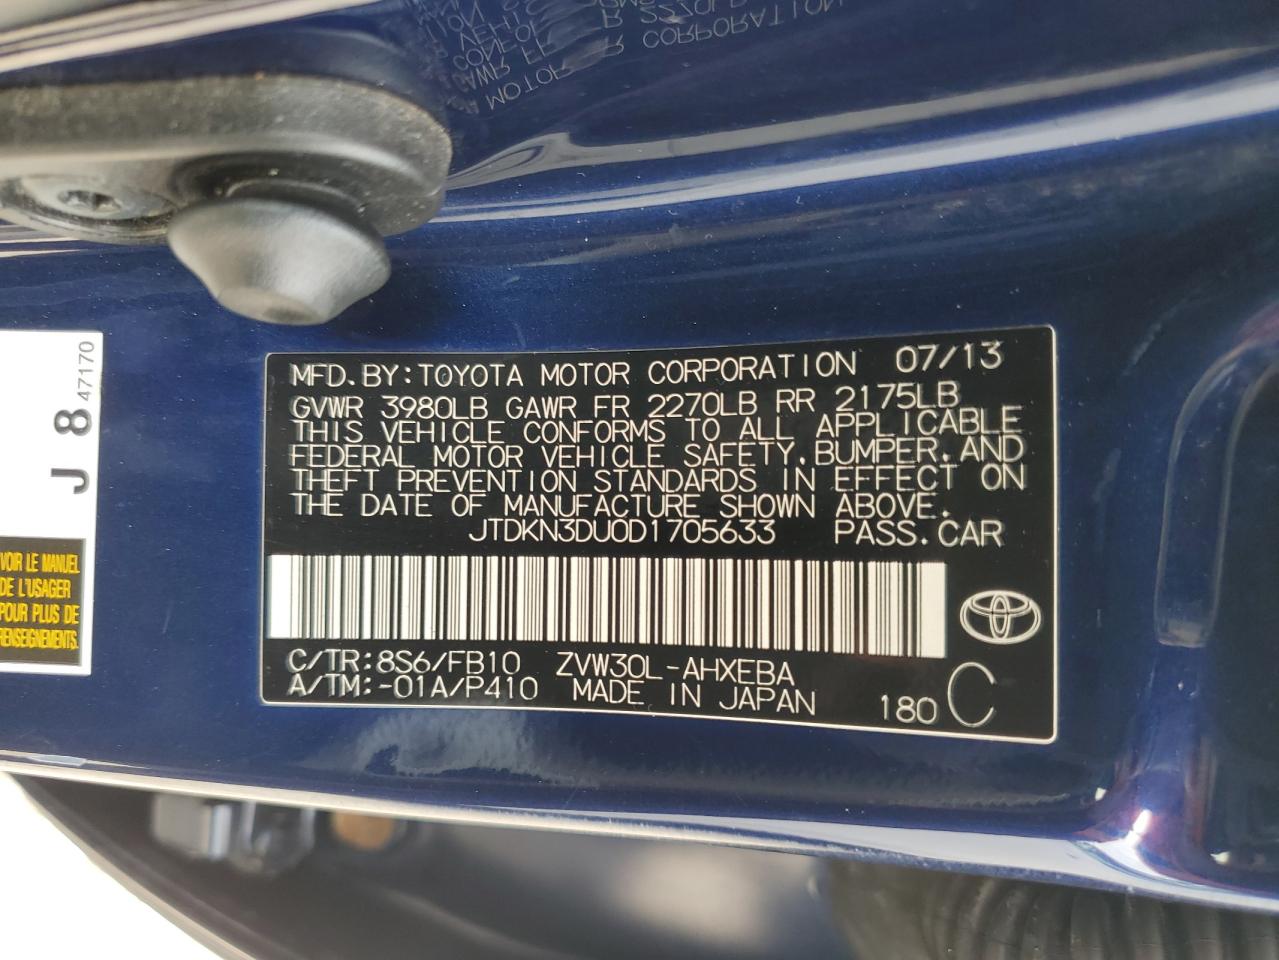 MFD.BY:TOYOTA MOTOR CORPORATION 07/13
GVWR 3980LB GAWR FR 2270LB RR 2175LB
THIS VEHICLE CONFORMS TO ALL APPLICABLE
FEDERAL MOTOR VEHICLE SAFETY,BUMPER,AND
THEFT PREVENTION STANDARDS IN EFFECT ON
THE DATE OF MANUFACTURE SHOWN ABOVE.
JTDKN3DU0D1705633 PASS.CAR
C/TR:8S6/FB10 ZVW30L-AHXEBA
A/TM:-01A/P410 MADE IN JAPAN 180 C
J 8 47170
VOIR LE MANUEL
DE L'USAGER
POUR PLUS DE
RENSEIGNEMENTS.